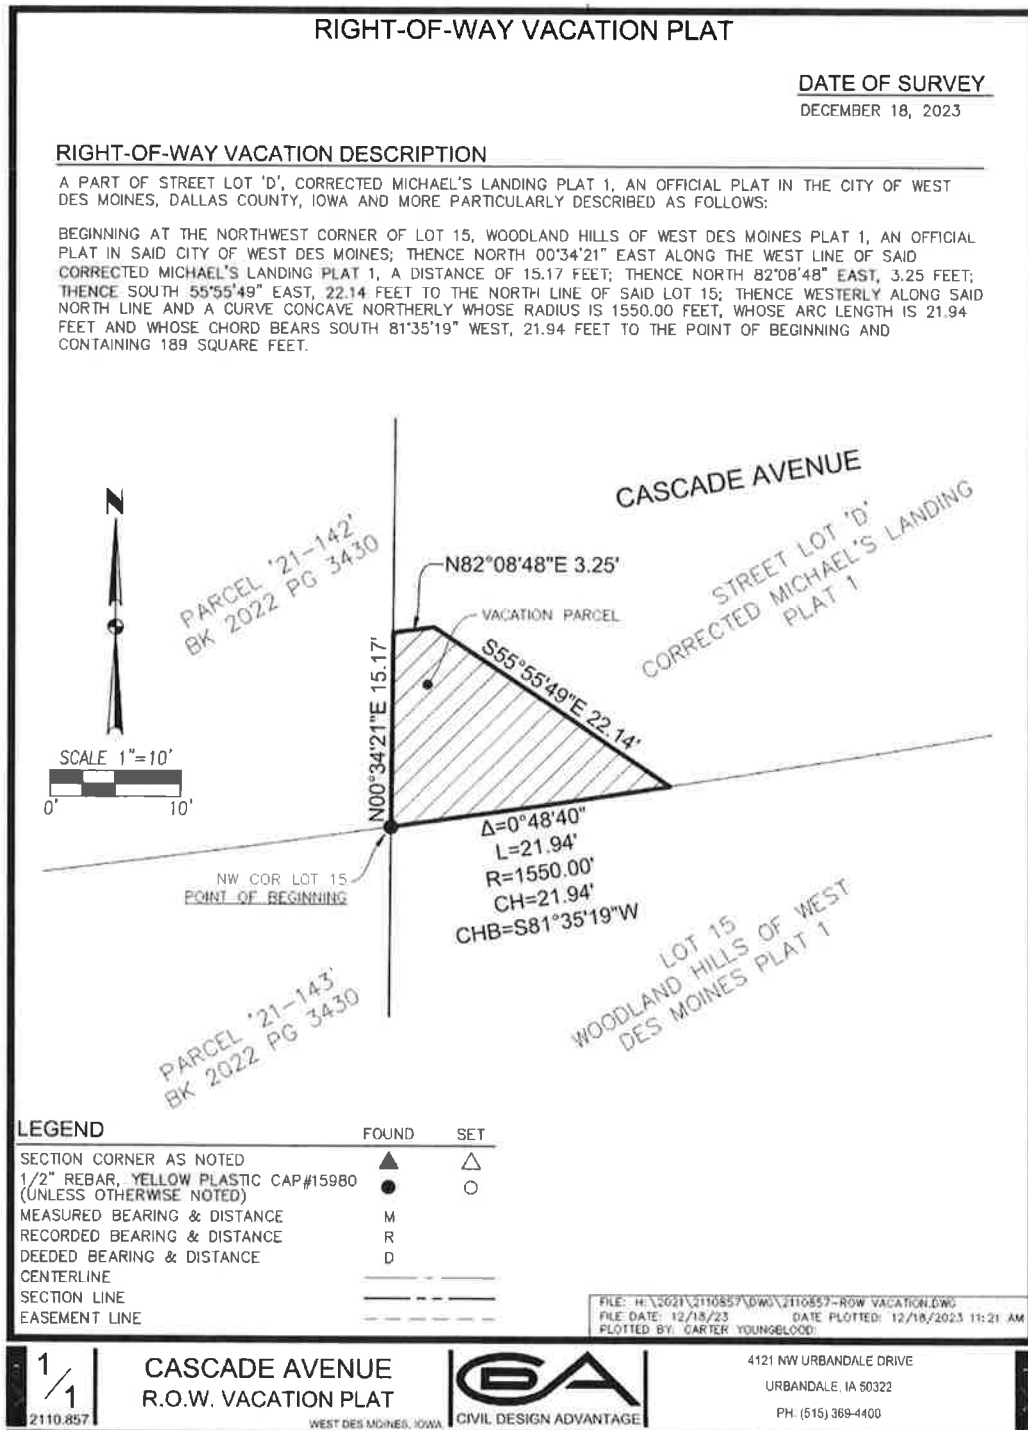 RIGHT-OF-WAY VACATION PLAT
DATE OF SURVEY
DECEMBER 18, 2023
RIGHT-OF-WAY VACATION DESCRIPTION
A PART OF STREET LOT 'D', CORRECTED MICHAEL'S LANDING PLAT 1, AN OFFICIAL PLAT IN THE CITY OF WEST
DES MOINES, DALLAS COUNTY, IOWA AND MORE PARTICULARLY DESCRIBED AS FOLLOWS:
BEGINNING AT THE NORTHWEST CORNER OF LOT 15, WOODLAND HILLS OF WEST DES MOINES PLAT 1, AN OFFICIAL
PLAT IN SAID CITY OF WEST DES MOINES; THENCE NORTH 00°34'21" EAST ALONG THE WEST LINE OF SAID
CORRECTED MICHAEL'S LANDING PLAT 1, A DISTANCE OF 15.17 FEET; THENCE NORTH 82°08'48" EAST, 3.25 FEET;
THENCE SOUTH 55°55'49" EAST, 22.14 FEET TO THE NORTH LINE OF SAID LOT 15; THENCE WESTERLY ALONG SAID
NORTH LINE AND A CURVE CONCAVE NORTHERLY WHOSE RADIUS IS 1550.00 FEET, WHOSE ARC LENGTH IS 21.94
FEET AND WHOSE CHORD BEARS SOUTH 81°35'19" WEST, 21.94 FEET TO THE POINT OF BEGINNING AND
CONTAINING 189 SQUARE FEET.
N
SCALE 1"=10'
0' 10'
PARCEL '21-142'
BK 2022 PG 3430
CASCADE AVENUE
STREET LOT 'D'
CORRECTED MICHAEL'S LANDING
PLAT 1
N82°08'48"E 3.25'
VACATION PARCEL
N00°34'21"E 15.17'
S55°55'49"E 22.14'
Δ=0°48'40"
L=21.94'
R=1550.00'
CH=21.94'
CHB=S81°35'19"W
NW COR LOT 15
POINT OF BEGINNING
PARCEL '21-143'
BK 2022 PG 3430
LOT 15
WOODLAND HILLS OF WEST
DES MOINES PLAT 1
LEGEND FOUND SET
SECTION CORNER AS NOTED
1/2" REBAR, YELLOW PLASTIC CAP#15980
(UNLESS OTHERWISE NOTED)
MEASURED BEARING & DISTANCE M
RECORDED BEARING & DISTANCE R
DEEDED BEARING & DISTANCE D
CENTERLINE
SECTION LINE
EASEMENT LINE
FILE: H:\2021\2110857\DWG\2110857-ROW VACATION.DWG
FILE DATE: 12/18/23 DATE PLOTTED: 12/18/2023 11:21 AM
PLOTTED BY: CARTER YOUNGBLOOD
1/1
2110.857
CASCADE AVENUE
R.O.W. VACATION PLAT
WEST DES MOINES, IOWA
CIVIL DESIGN ADVANTAGE
4121 NW URBANDALE DRIVE
URBANDALE, IA 50322
PH: (515) 369-4400